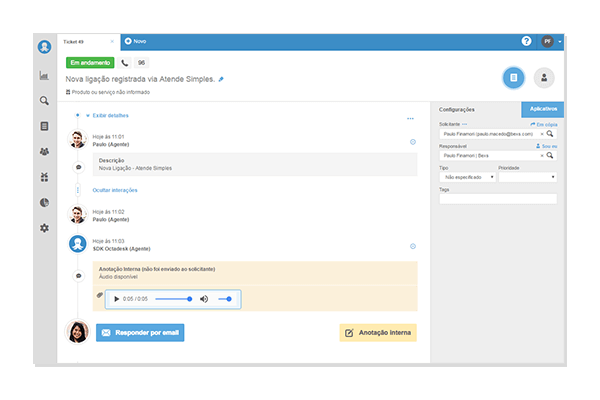 Ticket 49 ×
Novo
? PF
Em andamento 96
Nova ligação registrada via Atende Simples.
Produto ou serviço não informado
Exibir detalhes
Hoje às 11:01
Paulo (Agente)
Descrição
Nova Ligação - Atende Simples
Ocultar interações
Hoje às 11:02
Paulo (Agente)
Hoje às 11:03
SDK Octadesk (Agente)
Anotação Interna (não foi enviado ao solicitante)
Áudio disponível
0:05 / 0:05
Responder por email
Anotação Interna
Configurações
Aplicativos
Solicitante
Em cópia
Paulo Finamori (paulo.macedo@bexa.com) ×
Responsável
Sou eu
Paulo Finamori | Bexa ×
Tipo
Prioridade
Não especificado
Tags